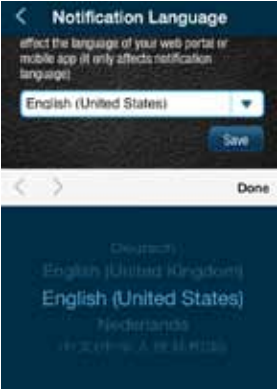 Notification Language
effect the language of your web portal or
mobile app (it only affects notification
language)
English (United States)
Save
Done
Deutsch
English (United Kingdom)
English (United States)
Nederlands